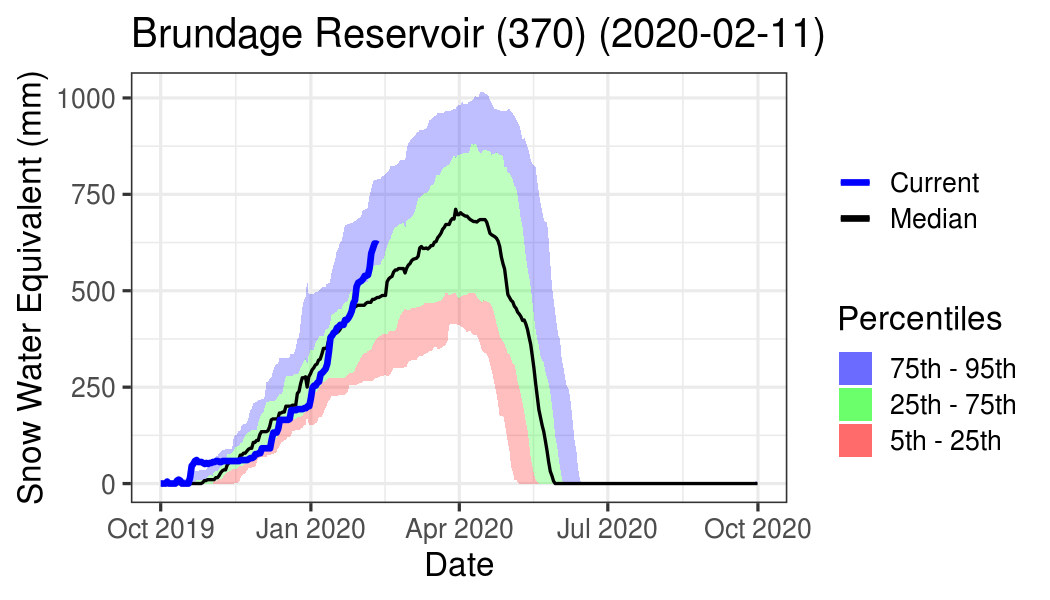 Brundage Reservoir (370) (2020-02-11)
Snow Water Equivalent (mm)
1000
750
500
250
0
Oct 2019 Jan 2020 Apr 2020 Jul 2020 Oct 2020
Date
Current
Median
Percentiles
75th - 95th
25th - 75th
5th - 25th